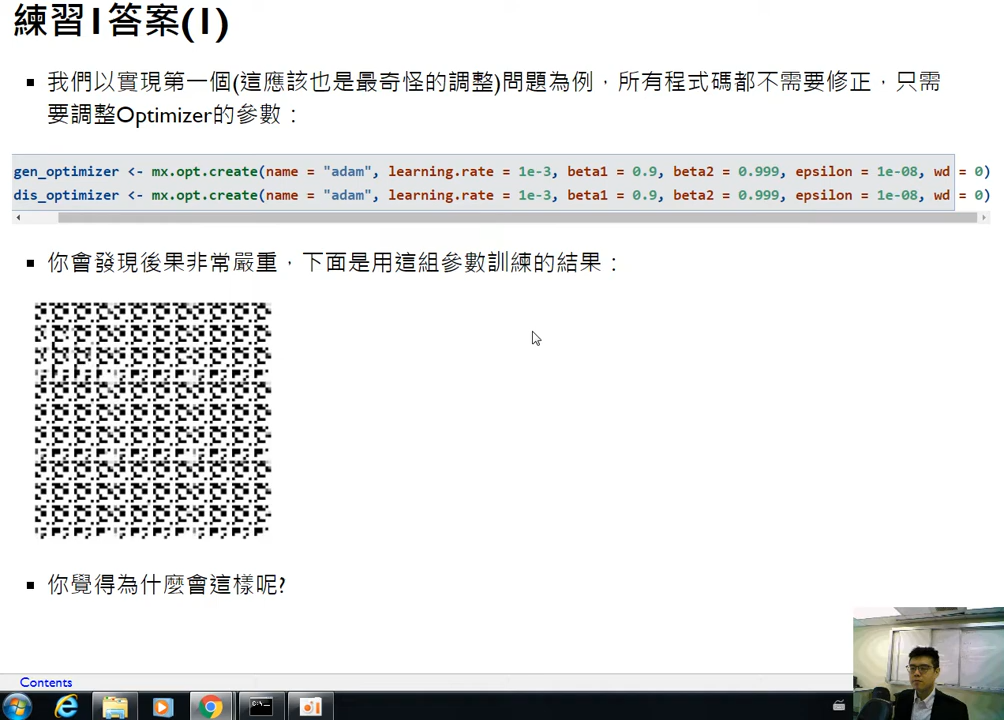 練習1答案(1)
我們以實現第一個(這應該也是最奇怪的調整)問題為例，所有程式碼都不需要修正，只需
要調整Optimizer的參數：
gen_optimizer <- mx.opt.create(name = "adam", learning.rate = 1e-3, beta1 = 0.9, beta2 = 0.999, epsilon = 1e-08, wd = 0)
dis_optimizer <- mx.opt.create(name = "adam", learning.rate = 1e-3, beta1 = 0.9, beta2 = 0.999, epsilon = 1e-08, wd = 0)
你會發現後果非常嚴重，下面是用這組參數訓練的結果：
你覺得為什麼會這樣呢?
Contents